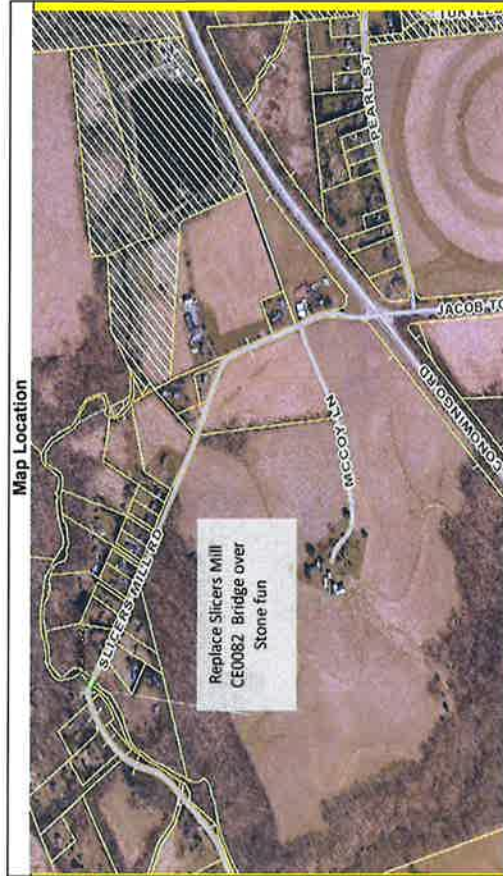 Map Location
TURTLE
PEARL ST
JACOB TO
CONOWINGO RD
MCCOY LN
SLICERS MILL RD
Replace Slicers Mill
CE0082 Bridge over
Stone fun